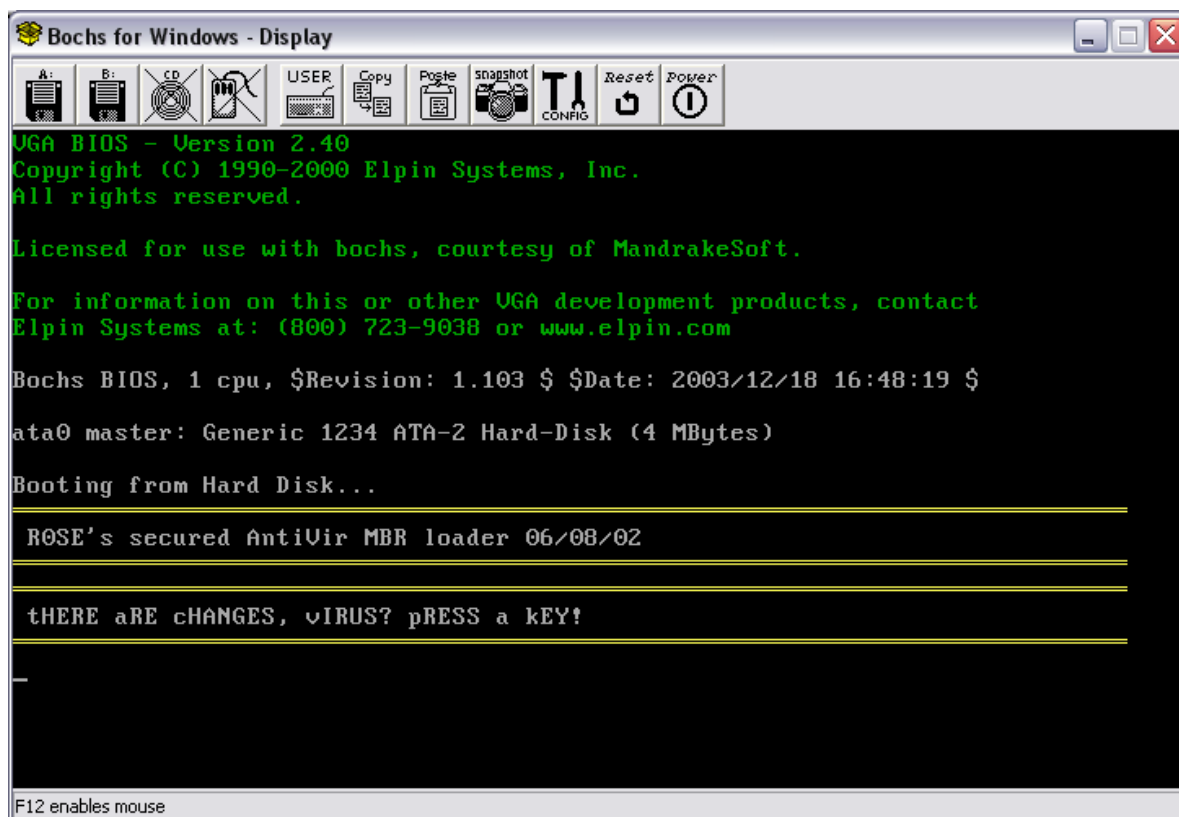 Bochs for Windows - Display
A: B: CD USER Copy Paste snapshot CONFIG Reset Power
VGA BIOS - Version 2.40
Copyright (C) 1990-2000 Elpin Systems, Inc.
All rights reserved.
Licensed for use with bochs, courtesy of MandrakeSoft.
For information on this or other VGA development products, contact
Elpin Systems at: (800) 723-9038 or www.elpin.com
Bochs BIOS, 1 cpu, $Revision: 1.103 $ $Date: 2003/12/18 16:48:19 $
ata0 master: Generic 1234 ATA-2 Hard-Disk (4 MBytes)
Booting from Hard Disk...
ROSE's secured AntiVir MBR loader 06/08/02
tHERE aRE cHANGES, vIRUS? pRESS a kEY!
F12 enables mouse